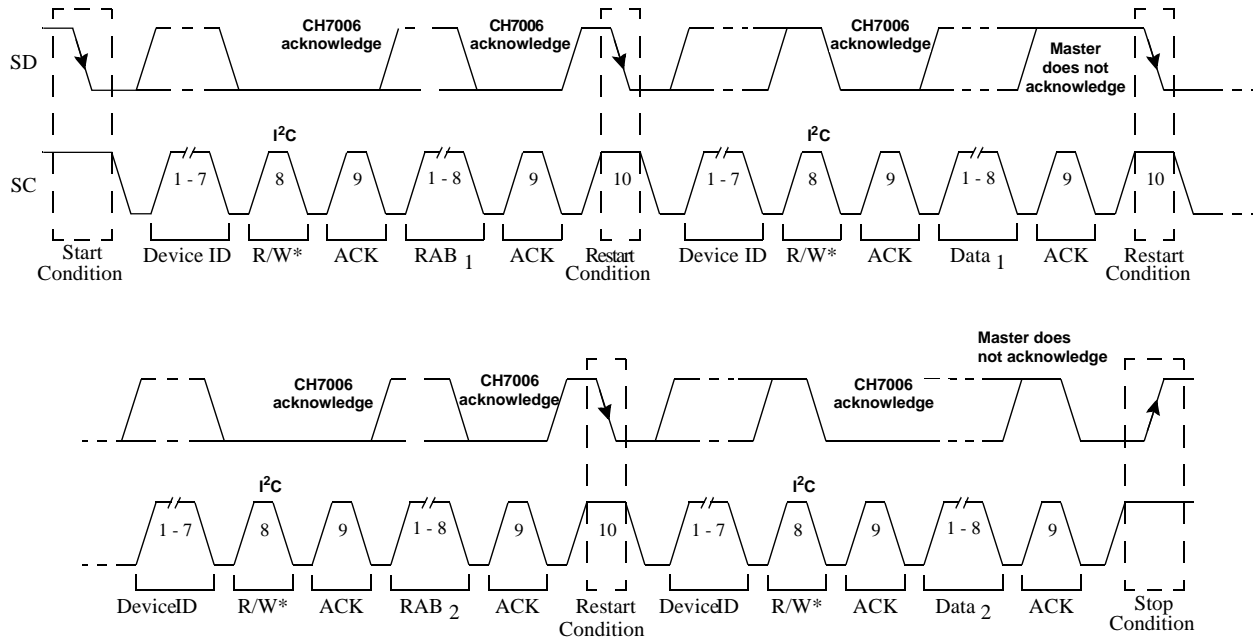 CH7006 acknowledge
CH7006 acknowledge
CH7006 acknowledge
Master does not acknowledge
SD
I²C
I²C
SC
1 - 7
8
9
1 - 8
9
10
1 - 7
8
9
1 - 8
9
10
Start Condition
Device ID
R/W*
ACK
RAB 1
ACK
Restart Condition
Device ID
R/W*
ACK
Data 1
ACK
Restart Condition
CH7006 acknowledge
CH7006 acknowledge
CH7006 acknowledge
Master does not acknowledge
I²C
I²C
1 - 7
8
9
1 - 8
9
10
1 - 7
8
9
1 - 8
9
DeviceID
R/W*
ACK
RAB 2
ACK
Restart Condition
DeviceID
R/W*
ACK
Data 2
ACK
Stop Condition